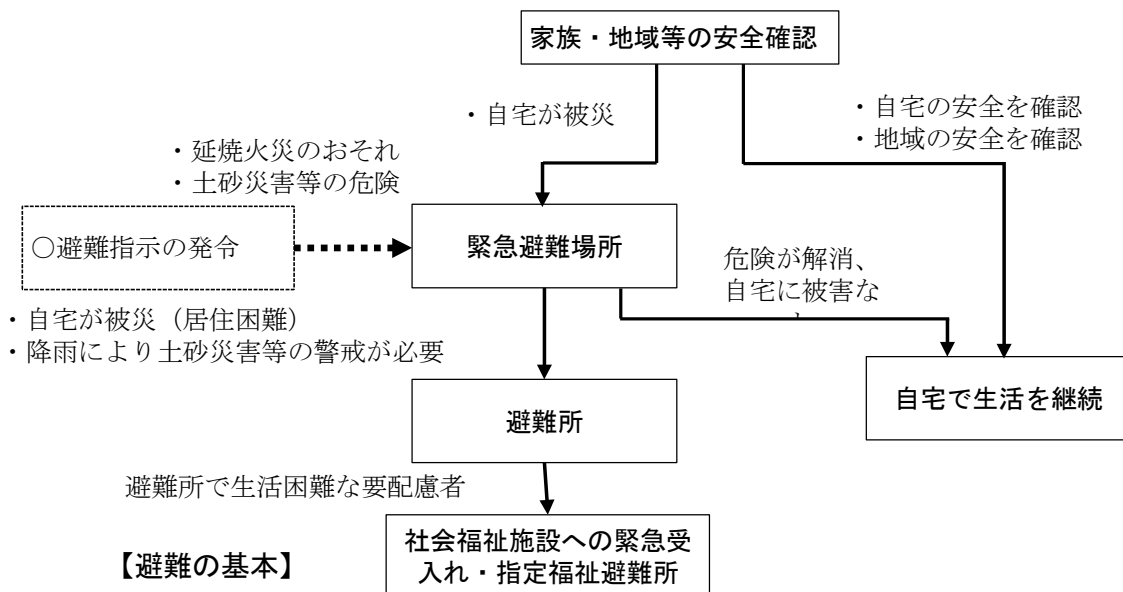 家族・地域等の安全確認
・自宅が被災
・自宅の安全を確認
・地域の安全を確認
・延焼火災のおそれ
・土砂災害等の危険
○避難指示の発令
緊急避難場所
危険が解消、
自宅に被害な
・自宅が被災（居住困難）
・降雨により土砂災害等の警戒が必要
避難所
自宅で生活を継続
避難所で生活困難な要配慮者
社会福祉施設への緊急受
入れ・指定福祉避難所
【避難の基本】